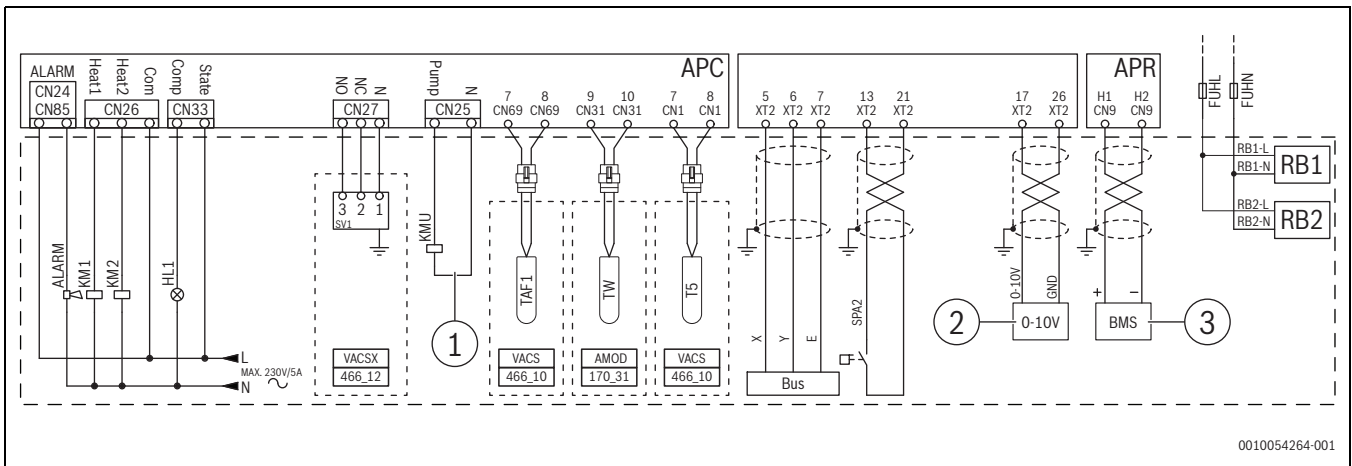 APC
APR
ALARM
CN24
CN85
Heat1
Heat2
Com
CN26
Comp
State
CN33
NO
NC
N
CN27
Pump
N
CN25
7
CN69
8
CN69
9
CN31
10
CN31
7
CN1
8
CN1
5
XT2
6
XT2
7
XT2
13
XT2
21
XT2
17
XT2
26
XT2
H1
CN9
H2
CN9
FUHL
FUHN
RB1-L
RB1-N
RB1
RB2-L
RB2-N
RB2
3 2 1
SV1
ALARM
KM1
KM2
HL1
KMU
TAF1
TW
T5
X
Y
E
SPA2
0-10V
GND
+
−
1
2
0-10V
BMS
3
L
MAX. 230V/5A
N
VACSX
466_12
VACS
466_10
AMOD
170_31
VACS
466_10
Bus
0010054264-001